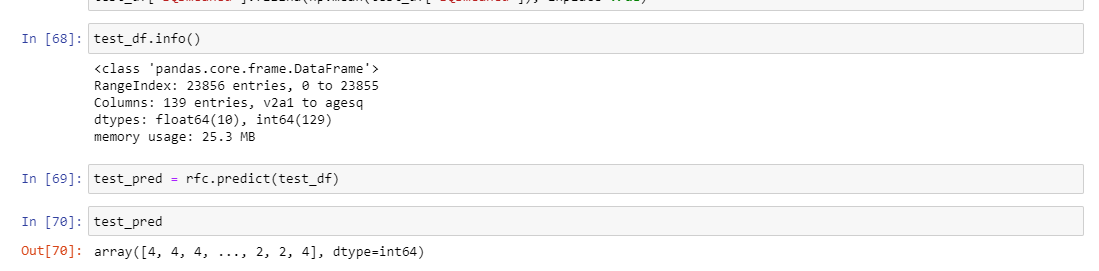 In [68]: test_df.info()
<class 'pandas.core.frame.DataFrame'>
RangeIndex: 23856 entries, 0 to 23855
Columns: 139 entries, v2a1 to agesq
dtypes: float64(10), int64(129)
memory usage: 25.3 MB
In [69]: test_pred = rfc.predict(test_df)
In [70]: test_pred
Out[70]: array([4, 4, 4, ..., 2, 2, 4], dtype=int64)